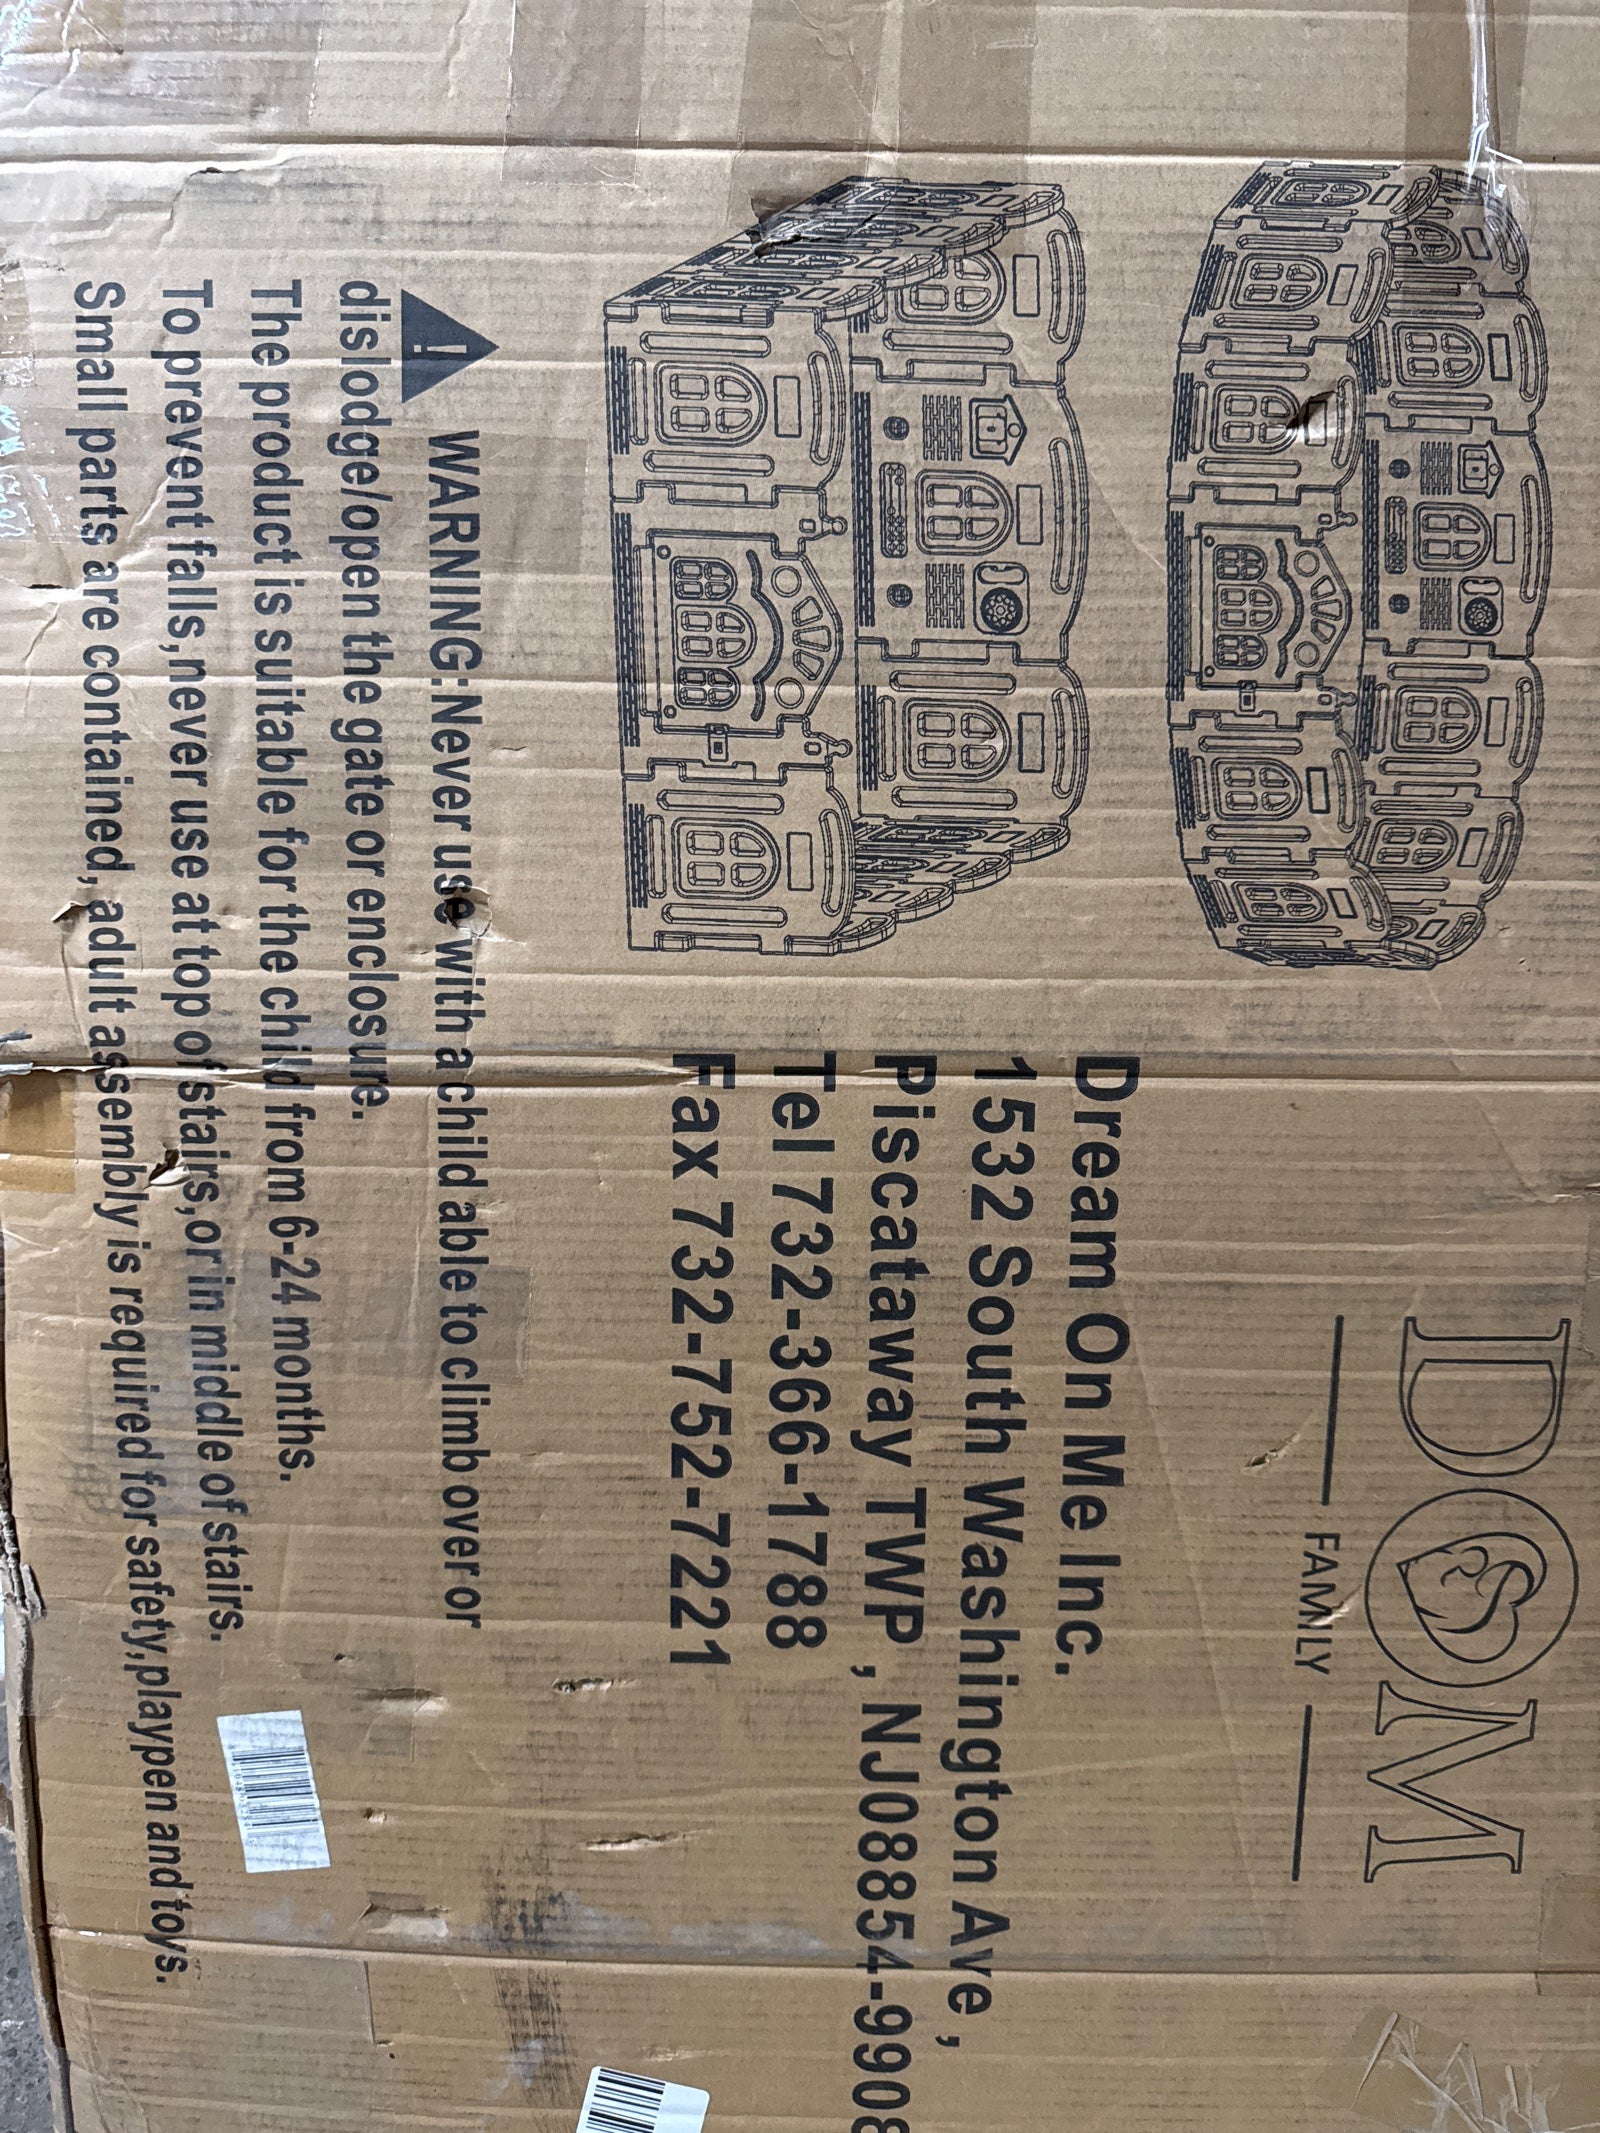 DOM
FAMILY
Dream On Me Inc.
1532 South Washington Ave,
Piscataway TWP, NJ08854-9908
Tel 732-366-1788
Fax 732-752-7221
WARNING:Never use with a child able to climb over or
dislodge/open the gate or enclosure.
The product is suitable for the child from 6-24 months.
To prevent falls,never use at top of stairs,or in middle of stairs.
Small parts are contained, adult assembly is required for safety,playpen and toys.